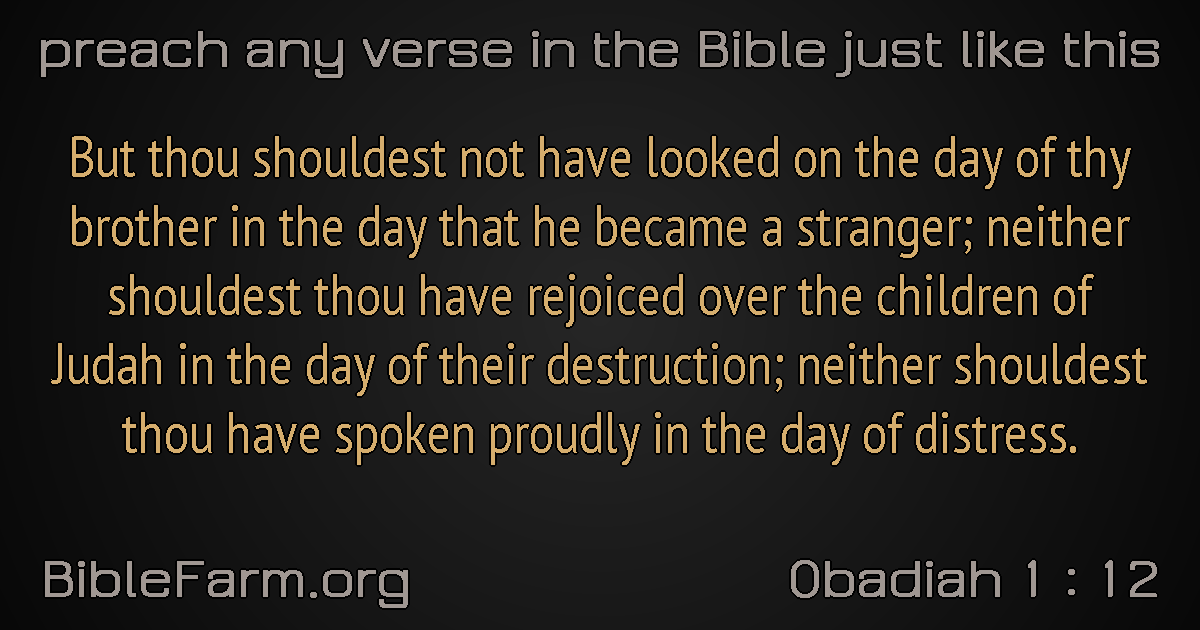 preach any verse in the Bible just like this
But thou shouldest not have looked on the day of thy
brother in the day that he became a stranger; neither
shouldest thou have rejoiced over the children of
Judah in the day of their destruction; neither shouldest
thou have spoken proudly in the day of distress.
BibleFarm.org
Obadiah 1 : 12